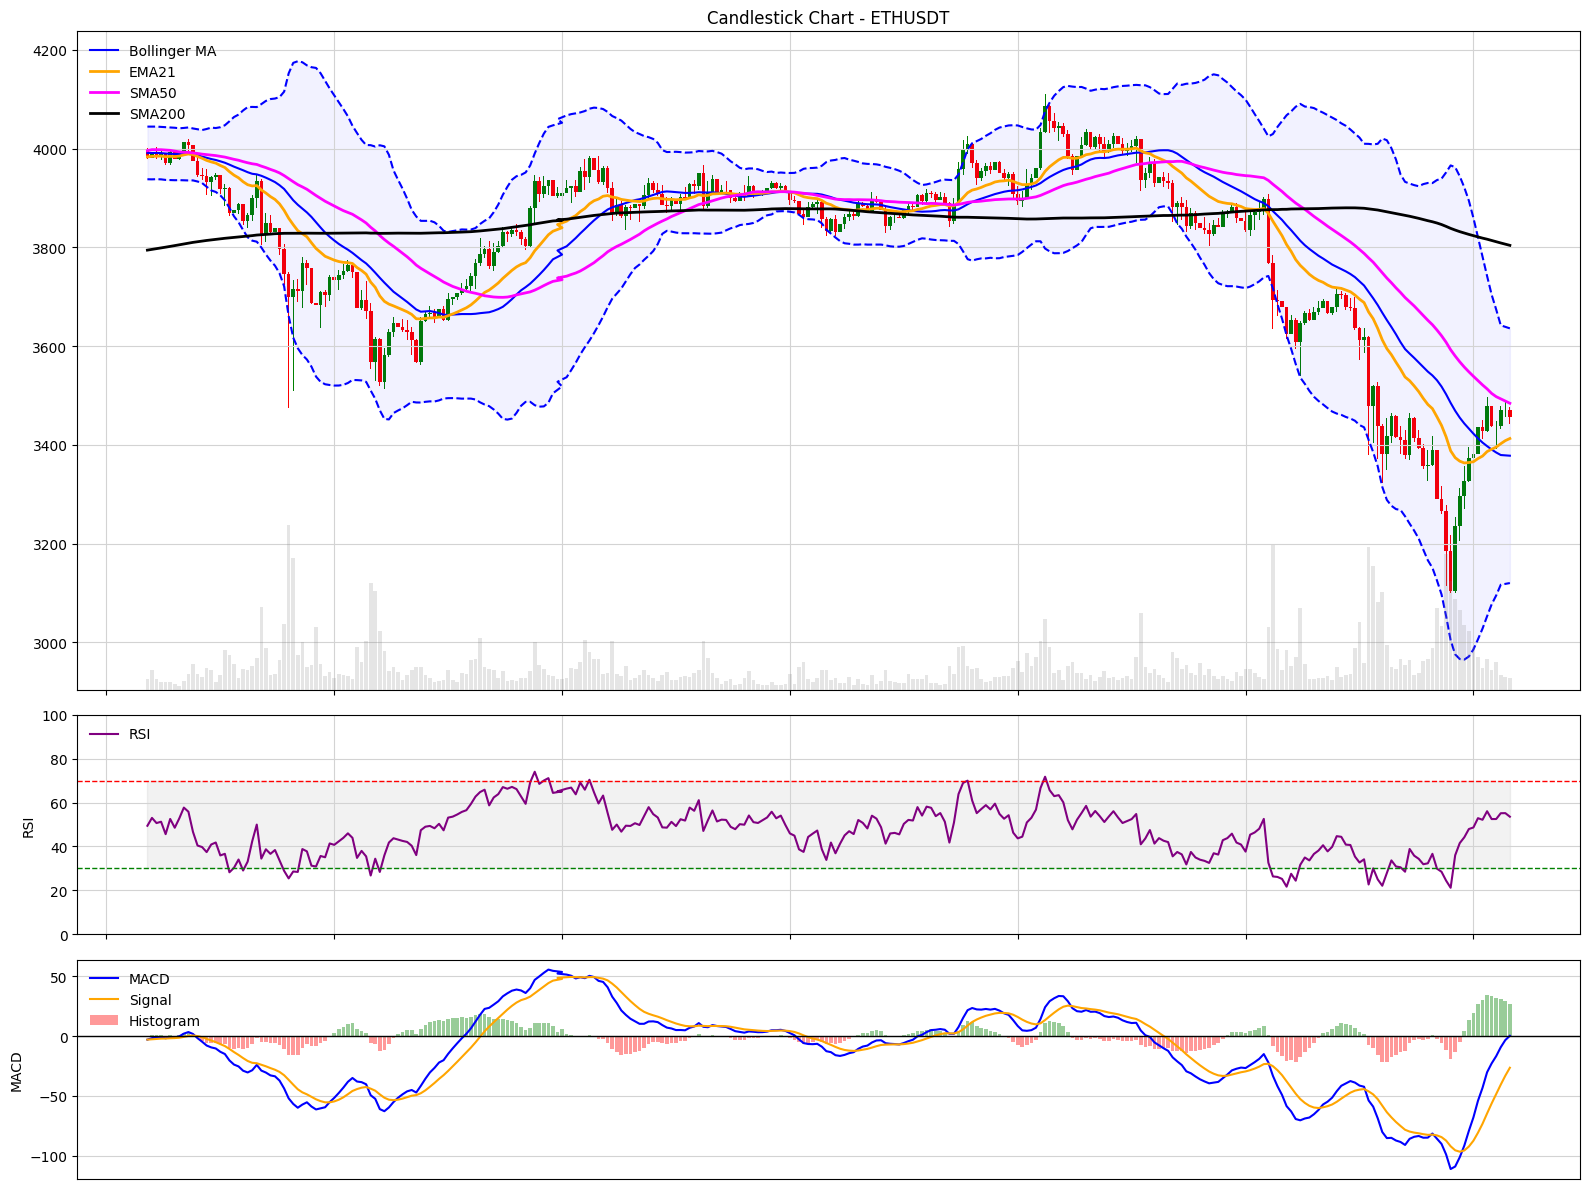 Candlestick Chart - ETHUSDT
Bollinger MA
EMA21
SMA50
SMA200
4200
4000
3800
3600
3400
3200
3000
RSI
RSI
100
80
60
40
20
0
MACD
Signal
Histogram
MACD
50
0
−50
−100